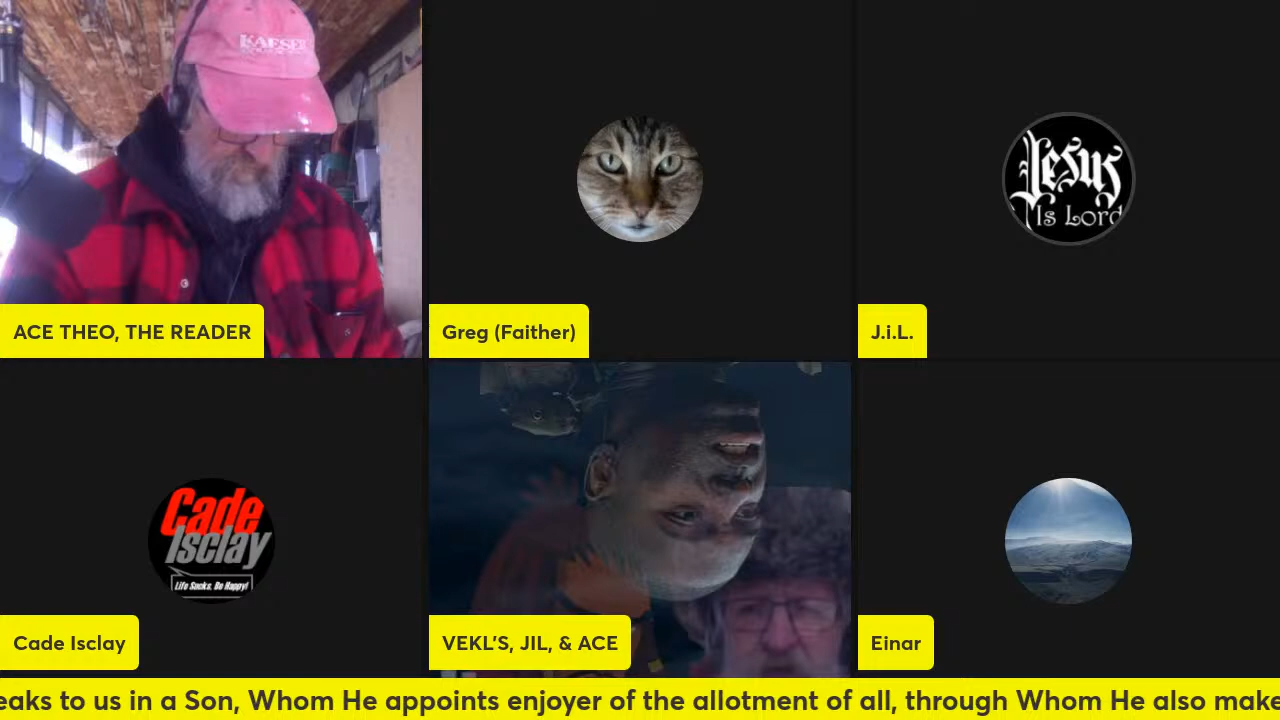 KAESER
ACE THEO, THE READER
Greg (Faither)
Jesus
Is Lord
J.i.L.
Cade
Isclay
Life Sucks. Be Happy!
Cade Isclay
VEKL'S, JIL, & ACE
Einar
eaks to us in a Son, Whom He appoints enjoyer of the allotment of all, through Whom He also make